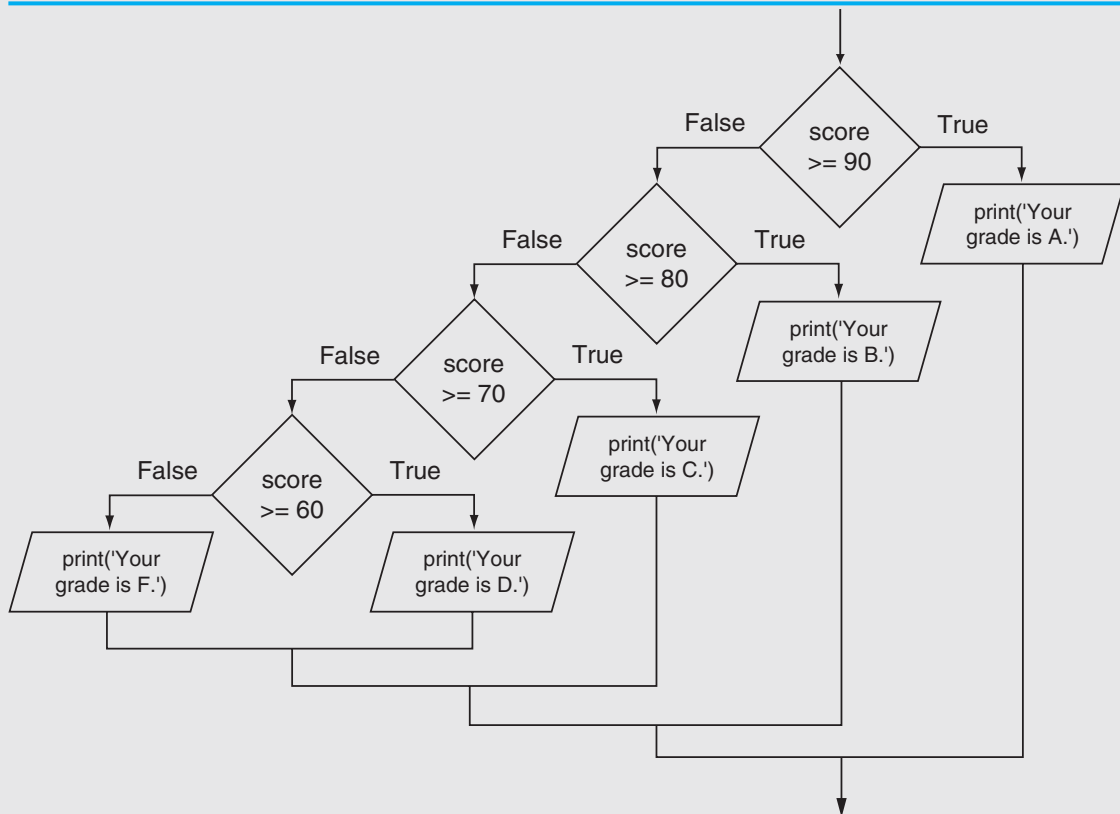 False
True
score
>= 90
print('Your
grade is A.')
False
True
score
>= 80
print('Your
grade is B.')
False
True
score
>= 70
print('Your
grade is C.')
False
True
score
>= 60
print('Your
grade is F.')
print('Your
grade is D.')